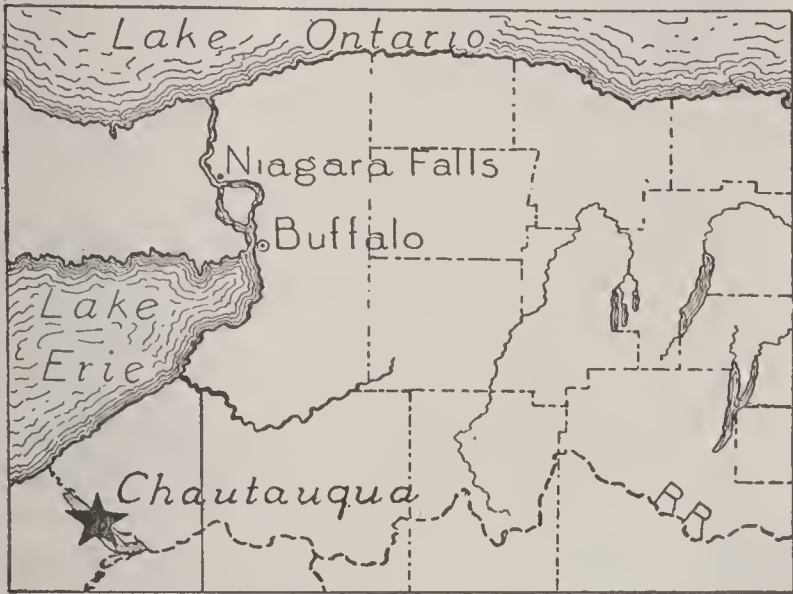 Lake Ontario
Niagara Falls
Buffalo
Lake
Erie
Chautauqua